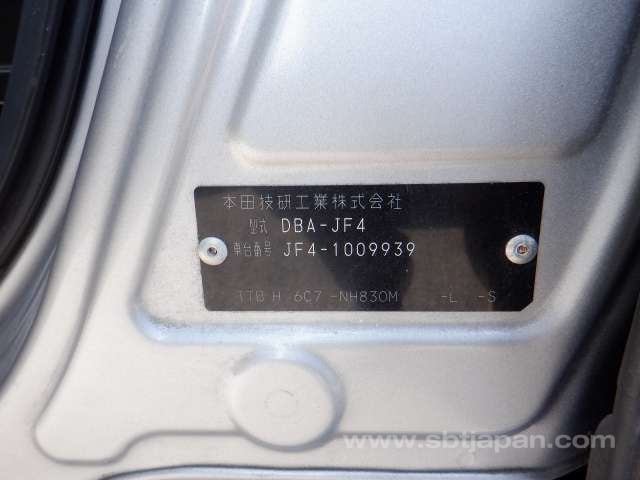 本田技研工業株式会社
型式 DBA-JF4
車台番号 JF4-1009939
TTB H 6C7 -NH830M -L -S
www.sbtjapan.com